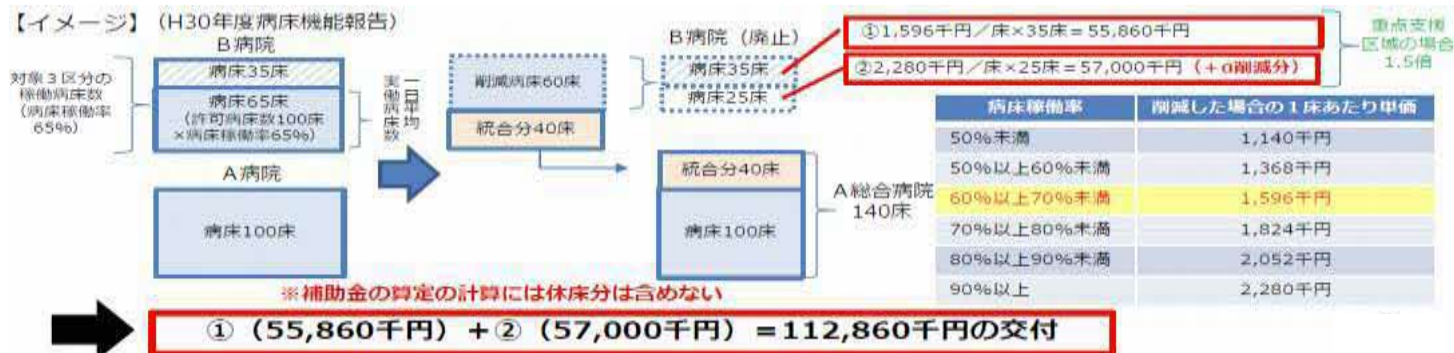 【イメージ】（H30年度病床機能報告）
B病院
対象３区分の
稼働病床数
（病床稼働率
65%）
病床35床
病床65床
（許可病床数100床
×病床稼働率65%）
一日平均
実働病床数
A病院
病床100床
削減病床60床
統合分40床
B病院（廃止）
病床35床
病床25床
統合分40床
病床100床
A総合病院
140床
①1,596千円／床×35床＝55,860千円
②2,280千円／床×25床＝57,000千円（＋α削減分）
重点支援
区域の場合
1.5倍
病床稼働率 削減した場合の１床あたり単価
50%未満 1,140千円
50%以上60%未満 1,368千円
60%以上70%未満 1,596千円
70%以上80%未満 1,824千円
80%以上90%未満 2,052千円
90%以上 2,280千円
※補助金の算定の計算には休床分は含めない
①（55,860千円）＋②（57,000千円）＝112,860千円の交付